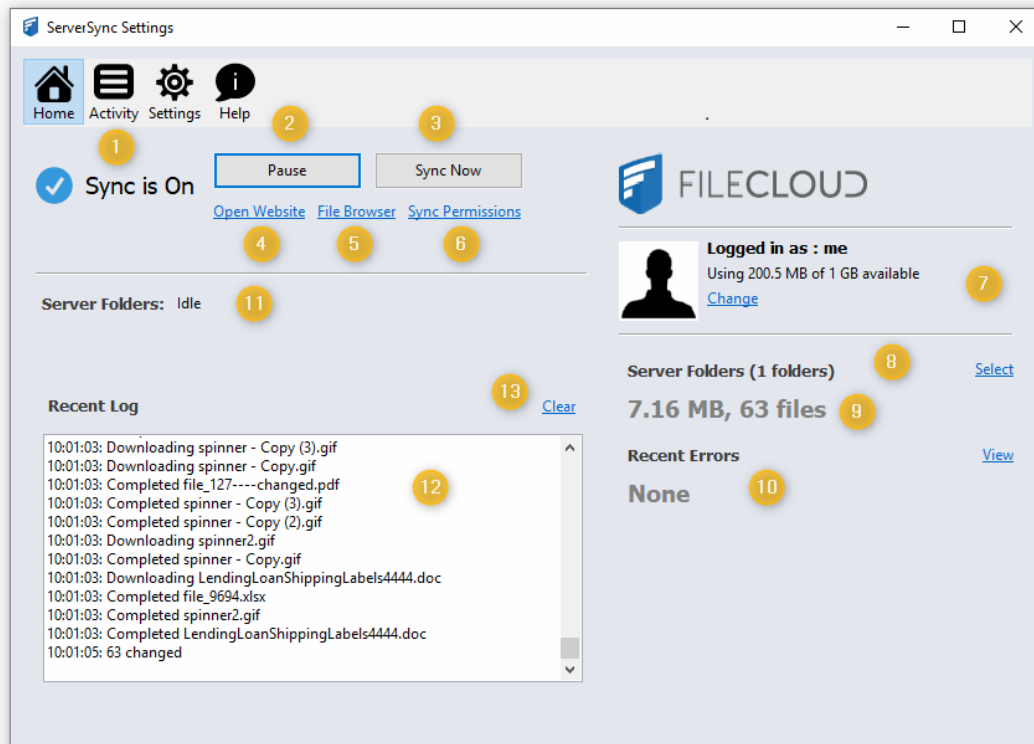 ServerSync Settings
Home Activity Settings Help
1
2
3
Sync is On
Pause
Sync Now
Open Website File Browser Sync Permissions
4
5
6
Server Folders: Idle
11
13
Recent Log
Clear
10:01:03: Downloading spinner - Copy (3).gif
10:01:03: Downloading spinner - Copy.gif
10:01:03: Completed file_127----changed.pdf
10:01:03: Completed spinner - Copy (3).gif
10:01:03: Completed spinner - Copy (2).gif
10:01:03: Downloading spinner2.gif
10:01:03: Completed spinner - Copy.gif
10:01:03: Downloading LendingLoanShippingLabels4444.doc
10:01:03: Completed file_9694.xlsx
10:01:03: Completed spinner2.gif
10:01:03: Completed LendingLoanShippingLabels4444.doc
10:01:05: 63 changed
12
FILECLOUD
Logged in as : me
Using 200.5 MB of 1 GB available
Change
7
8
Server Folders (1 folders)
Select
7.16 MB, 63 files
9
Recent Errors
View
None
10